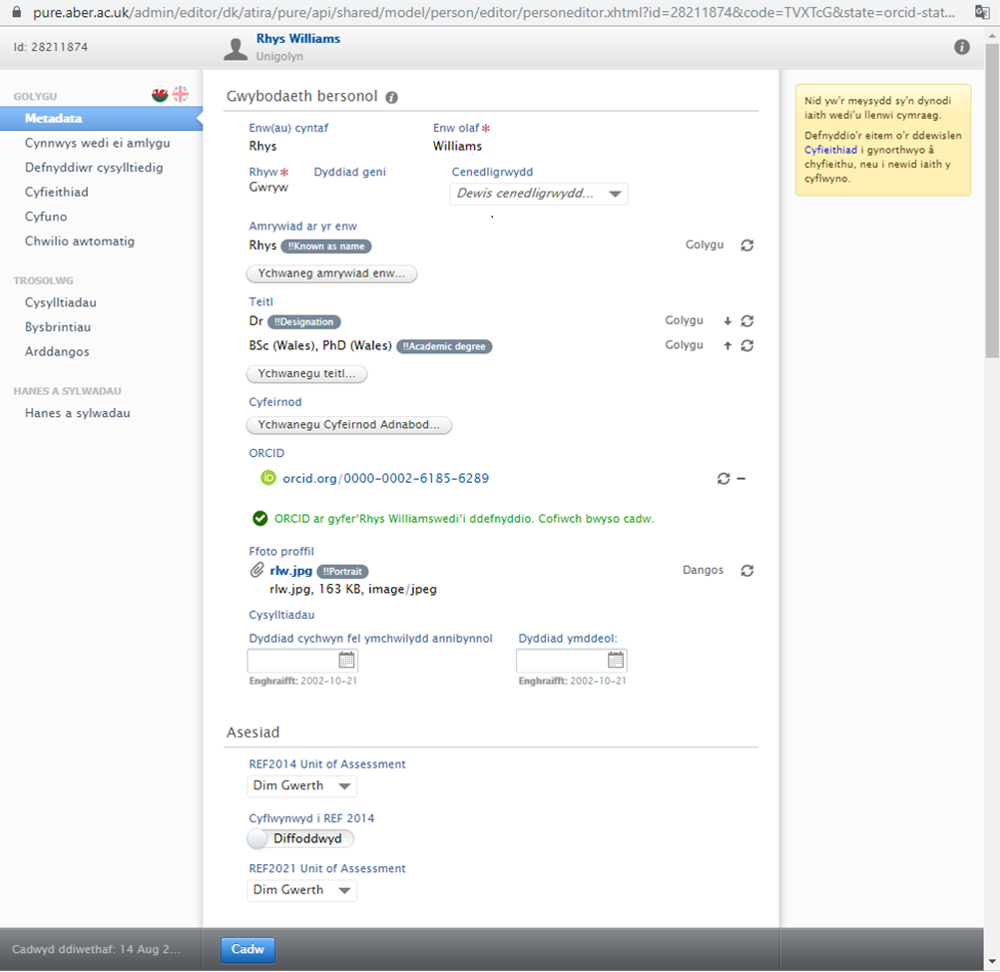 pure.aber.ac.uk/admin/editor/dk/atira/pure/api/shared/model/person/editor/personeditor.xhtml?id=28211874&code=TVXTcG&state=orcid-stat...
Id: 28211874
Rhys Williams
Unigolyn
GOLYGU
Metadata
Cynnwys wedi ei amlygu
Defnyddiwr cysylltiedig
Cyfieithiad
Cyfuno
Chwilio awtomatig
TROSOLWG
Cysylltiadau
Bysbrintiau
Arddangos
HANES A SYLWADAU
Hanes a sylwadau
Gwybodaeth bersonol
Enw(au) cyntaf Enw olaf *
Rhys Williams
Rhyw * Dyddiad geni Cenedligrwydd
Gwryw Dewis cenedligrwydd...
Amrywiad ar yr enw
Rhys !!Known as name Golygu
Ychwaneg amrywiad enw...
Teitl
Dr !!Designation Golygu
BSc (Wales), PhD (Wales) !!Academic degree Golygu
Ychwanegu teitl...
Cyfeirnod
Ychwanegu Cyfeirnod Adnabod...
ORCID
iD orcid.org/0000-0002-6185-6289
ORCID ar gyfer'Rhys Williamswedi'i ddefnyddio. Cofiwch bwyso cadw.
Ffoto proffil
rlw.jpg !!Portrait Dangos
rlw.jpg, 163 KB, image/jpeg
Cysylltiadau
Dyddiad cychwyn fel ymchwilydd annibynnol Dyddiad ymddeol:
Enghraifft: 2002-10-21 Enghraifft: 2002-10-21
Asesiad
REF2014 Unit of Assessment
Dim Gwerth
Cyflwynwyd i REF 2014
Diffoddwyd
REF2021 Unit of Assessment
Dim Gwerth
Nid yw'r meysydd sy'n dynodi
iaith wedi'u llenwi cymraeg.
Defnyddio'r eitem o'r ddewislen
Cyfieithiad i gynorthwyo â
chyfieithu, neu i newid iaith y
cyflwyno.
Cadwyd ddiwethaf: 14 Aug 2...
Cadw